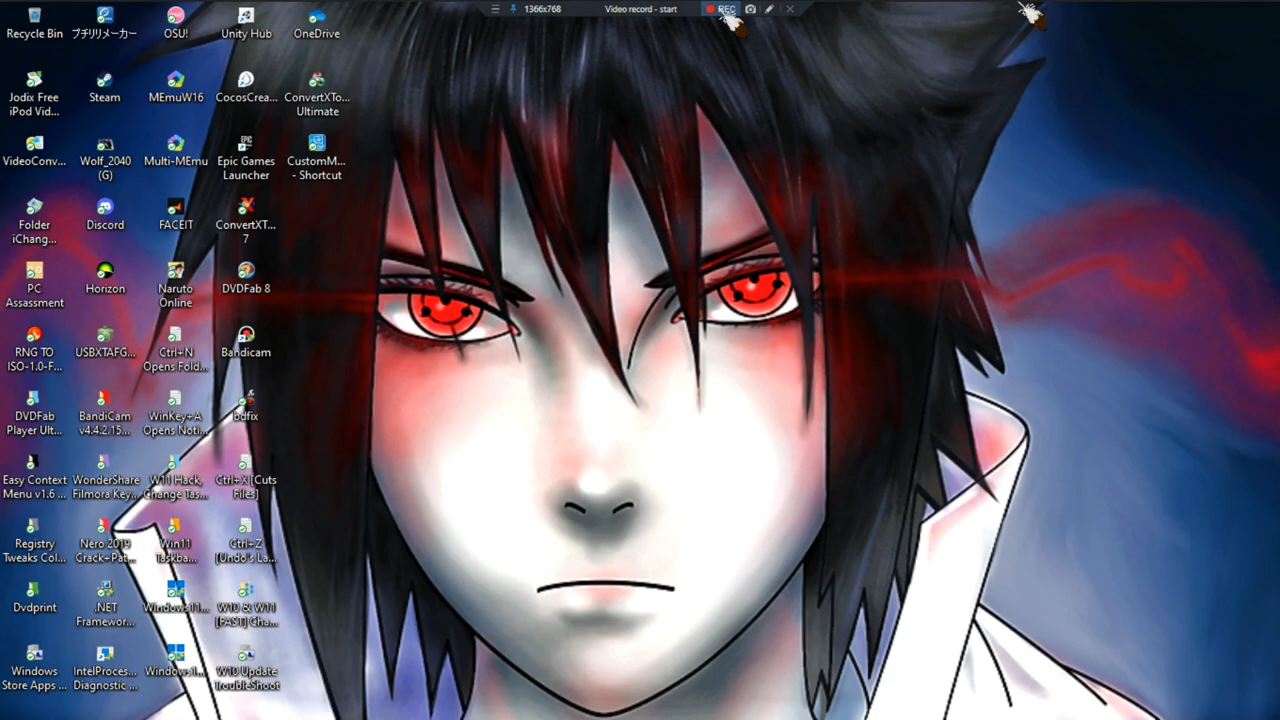 1366x768
Video record - start
REC
Recycle Bin
プチリリメーカー
OSU!
Unity Hub
OneDrive
Jodix Free
iPod Vid...
Steam
MEmuW16
CocosCrea...
ConvertXTo...
Ultimate
VideoConv...
Wolf_2040
(G)
Multi-MEmu
Epic Games
Launcher
CustomM...
- Shortcut
Folder
iChang...
Discord
FACEIT
ConvertXT...
7
PC
Assassment
Horizon
Naruto
Online
DVDFab 8
RNG TO
ISO-1.0-F...
USBXTAFG...
Ctrl+N
Opens Fold...
Bandicam
DVDFab
Player Ult...
BandiCam
v4.4.2.15...
WinKey+A
Opens Noti...
bdfix
Easy Context
Menu v1.6 ...
WonderShare
Filmora Key...
W11 Hack,
Change Tas...
Ctrl+X [Cuts
Files]
Registry
Tweaks Col...
Nero 2019
Crack+Pat...
Win11
Taskba...
Ctrl+Z
[Undo's La...
Dvdprint
.NET
Framewor...
Windows11...
W10 & W11
[FAST] Cha...
Windows
Store Apps ...
IntelProces...
Diagnostic ...
W10 Update
TroubleShoot